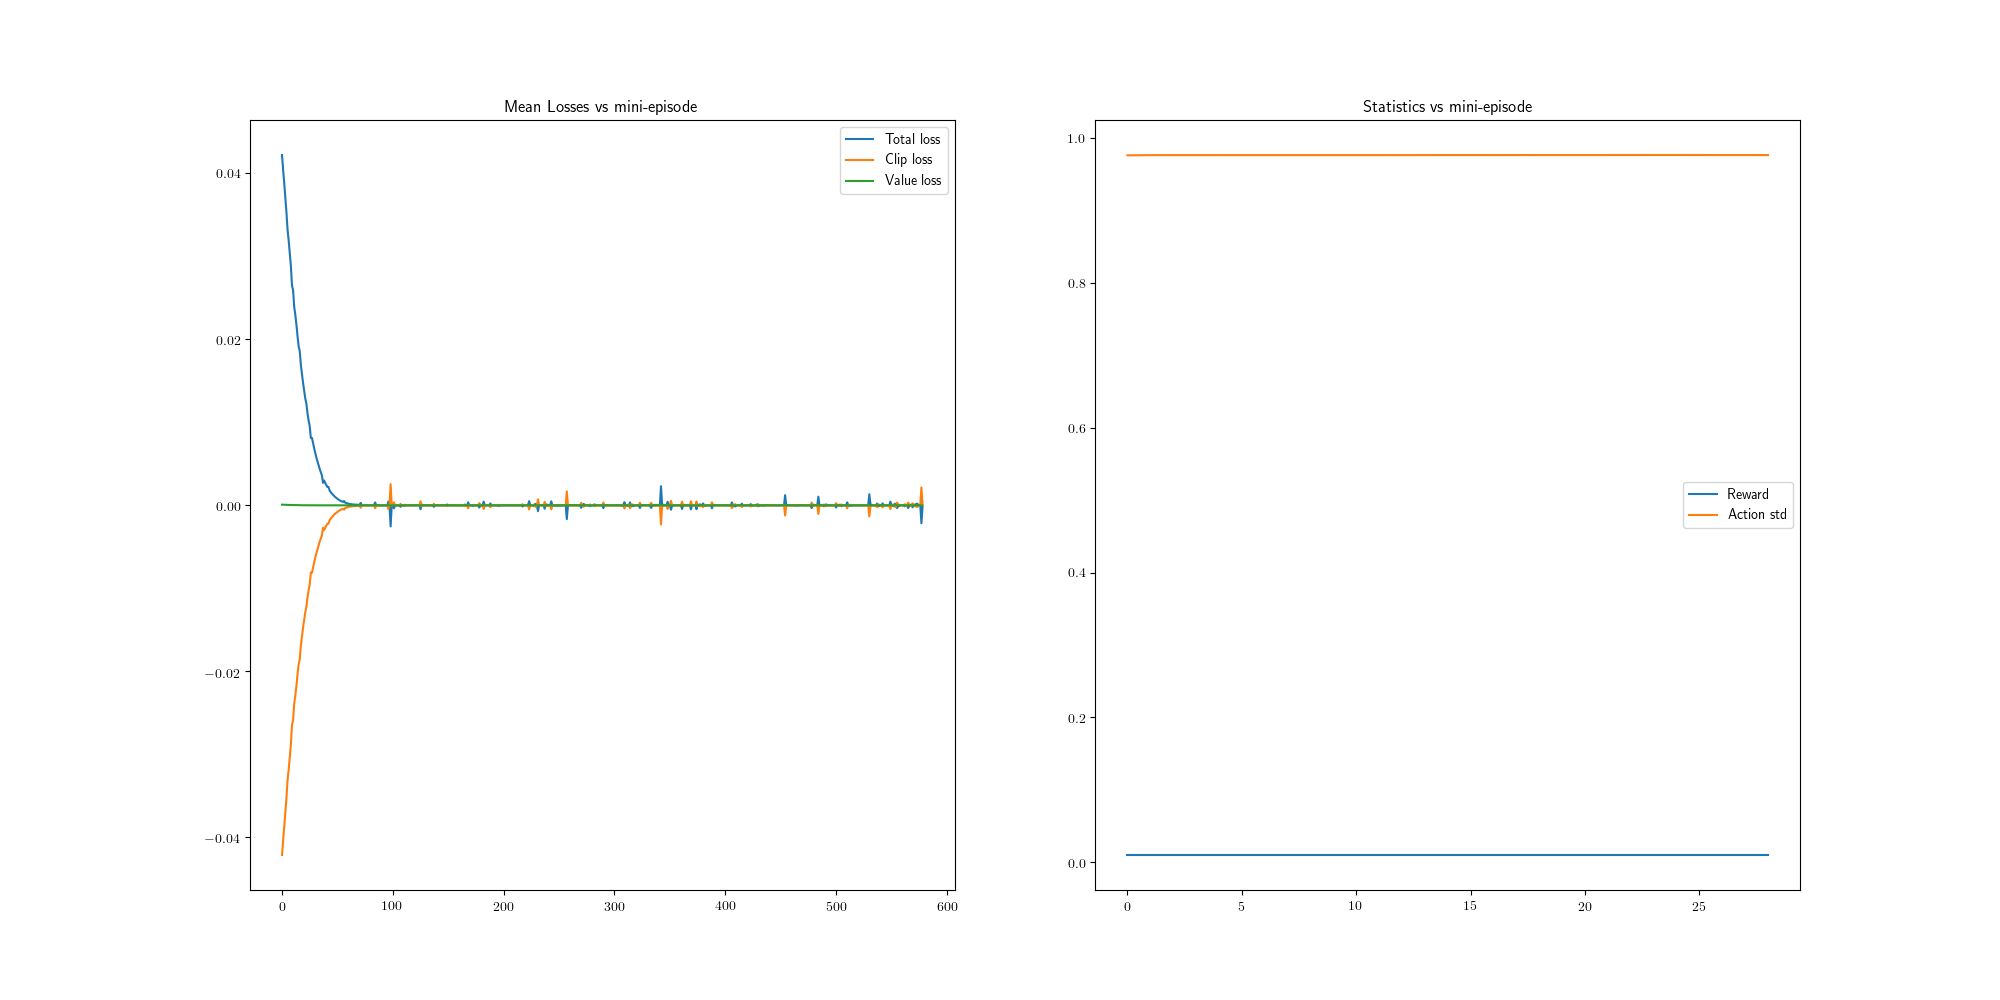 Mean Losses vs mini-episode
Total loss
Clip loss
Value loss
0.04
0.02
0.00
−0.02
−0.04
0 100 200 300 400 500 600
Statistics vs mini-episode
1.0
0.8
0.6
0.4
0.2
0.0
Reward
Action std
0 5 10 15 20 25